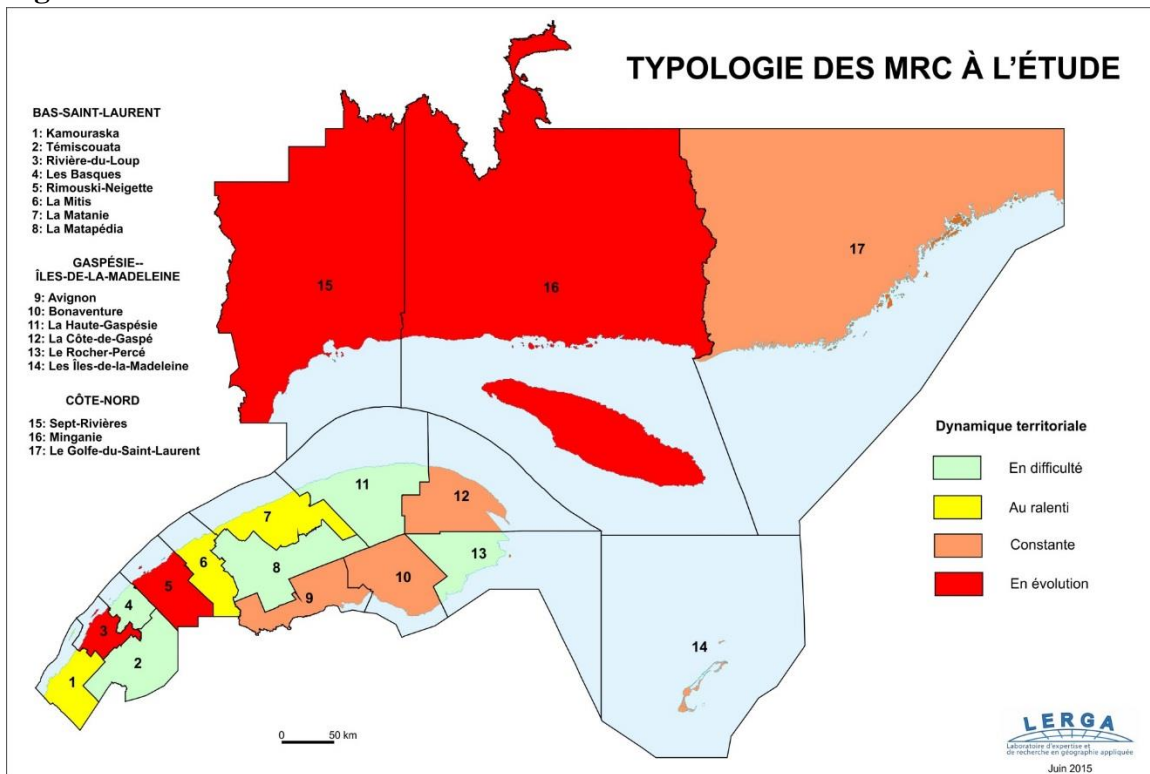 TYPOLOGIE DES MRC À L'ÉTUDE
BAS-SAINT-LAURENT
1: Kamouraska
2: Témiscouata
3: Rivière-du-Loup
4: Les Basques
5: Rimouski-Neigette
6: La Mitis
7: La Matanie
8: La Matapédia
GASPÉSIE--
ÎLES-DE-LA-MADELEINE
9: Avignon
10: Bonaventure
11: La Haute-Gaspésie
12: La Côte-de-Gaspé
13: Le Rocher-Percé
14: Les Îles-de-la-Madeleine
CÔTE-NORD
15: Sept-Rivières
16: Minganie
17: Le Golfe-du-Saint-Laurent
17
15
16
11
12
7
13
6
8
5
10
9
4
3
2
1
14
Dynamique territoriale
En difficulté
Au ralenti
Constante
En évolution
0 50 km
LERGA
Laboratoire d'expertise et
de recherche en géographie appliquée
Juin 2015